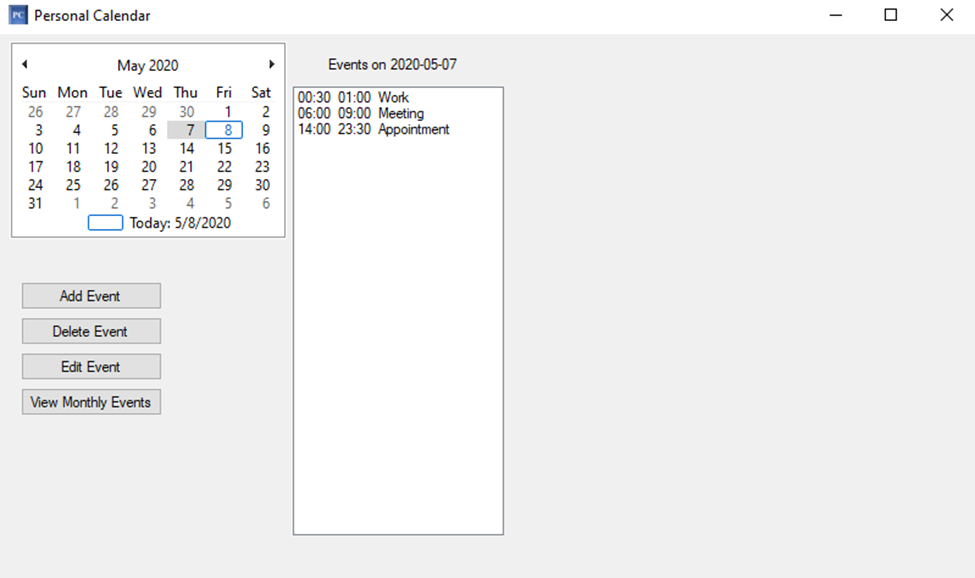 PC Personal Calendar
May 2020
Sun Mon Tue Wed Thu Fri Sat
26 27 28 29 30 1 2
3 4 5 6 7 8 9
10 11 12 13 14 15 16
17 18 19 20 21 22 23
24 25 26 27 28 29 30
31 1 2 3 4 5 6
Today: 5/8/2020
Add Event
Delete Event
Edit Event
View Monthly Events
Events on 2020-05-07
00:30 01:00 Work
06:00 09:00 Meeting
14:00 23:30 Appointment